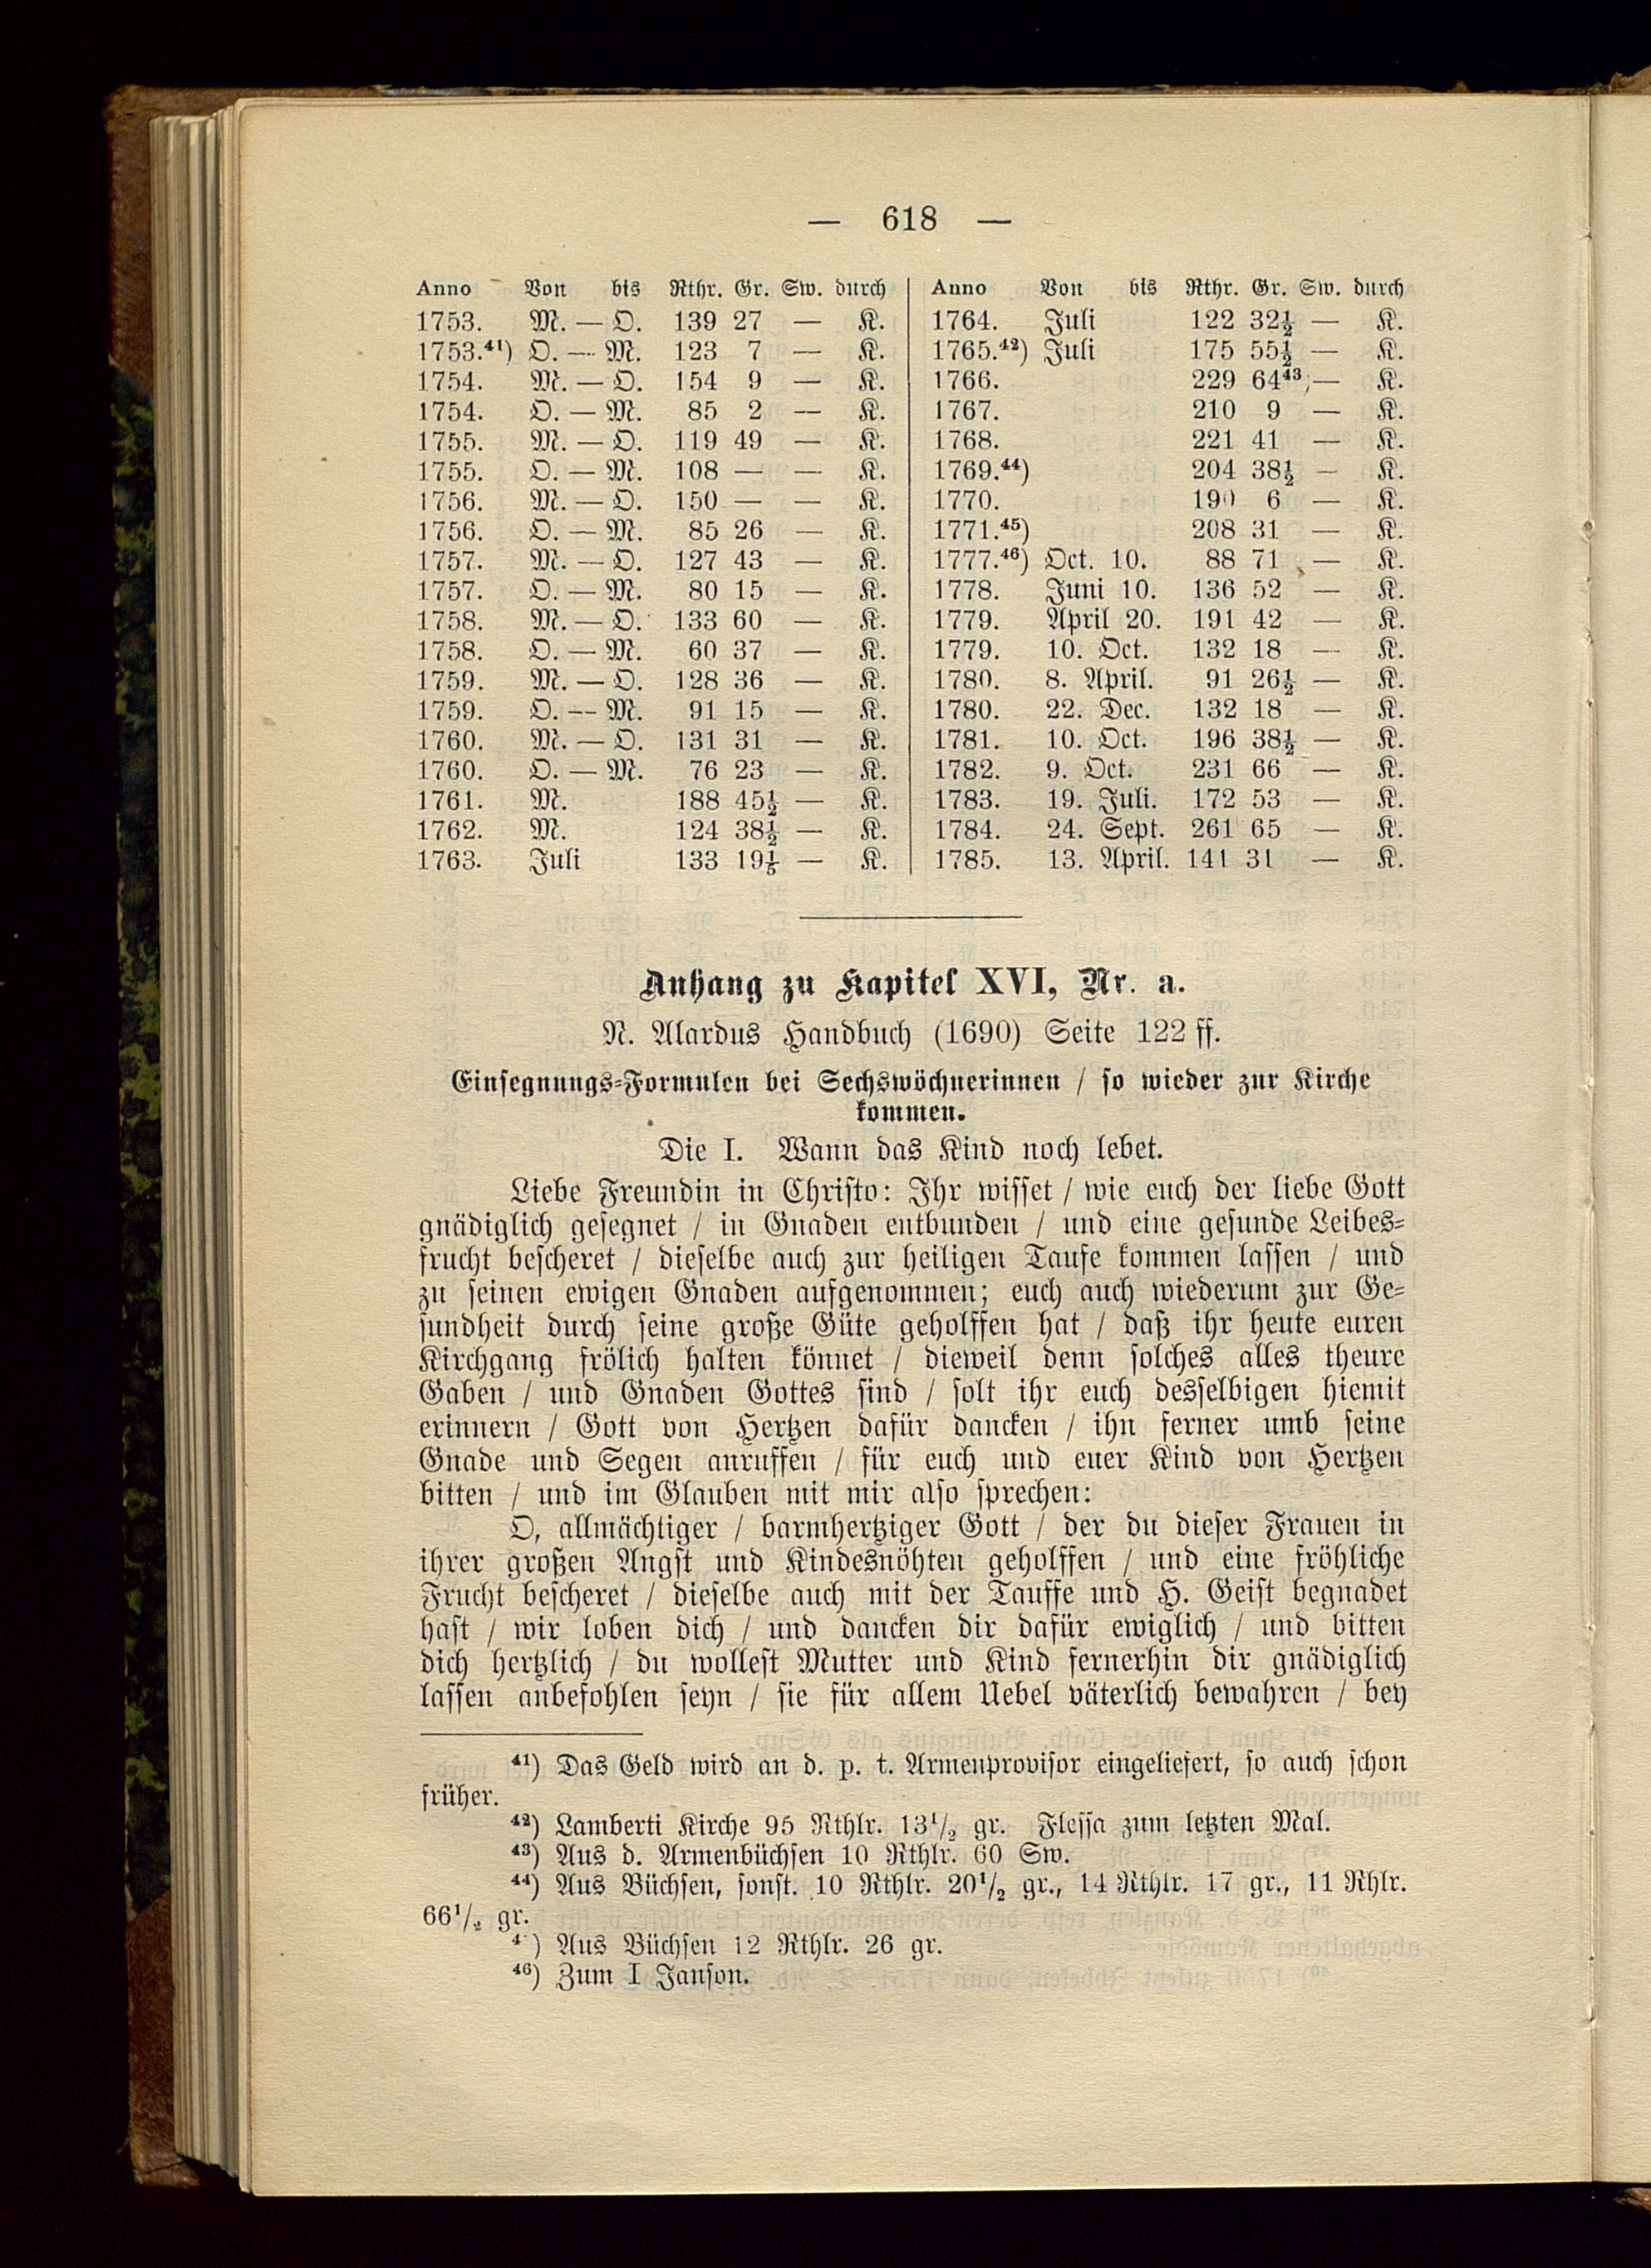 — 618 —
Anno Von bis Rthr. Gr. Sw. durch
1753. M. — O. 139 27 — K.
1753.⁴¹) O. — M. 123 7 — K.
1754. M. — O. 154 9 — K.
1754. O. — M. 85 2 — K.
1755. M. — O. 119 49 — K.
1755. O. — M. 108 — — K.
1756. M. — O. 150 — — K.
1756. O. — M. 85 26 — K.
1757. M. — O. 127 43 — K.
1757. O. — M. 80 15 — K.
1758. M. — O. 133 60 — K.
1758. O. — M. 60 37 — K.
1759. M. — O. 128 36 — K.
1759. O. — M. 91 15 — K.
1760. M. — O. 131 31 — K.
1760. O. — M. 76 23 — K.
1761. M. 188 45½ — K.
1762. M. 124 38½ — K.
1763. Juli 133 19⅕ — K.
Anno Von bis Rthr. Gr. Sw. durch
1764. Juli 122 32½ — K.
1765.⁴²) Juli 175 55½ — K.
1766. 229 64⁴³) — K.
1767. 210 9 — K.
1768. 221 41 — K.
1769.⁴⁴) 204 38½ — K.
1770. 190 6 — K.
1771.⁴⁵) 208 31 — K.
1777.⁴⁶) Oct. 10. 88 71 — K.
1778. Juni 10. 136 52 — K.
1779. April 20. 191 42 — K.
1779. 10. Oct. 132 18 — K.
1780. 8. April. 91 26½ — K.
1780. 22. Dec. 132 18 — K.
1781. 10. Oct. 196 38½ — K.
1782. 9. Oct. 231 66 — K.
1783. 19. Juli. 172 53 — K.
1784. 24. Sept. 261 65 — K.
1785. 13. April. 141 31 — K.
Anhang zu Kapitel XVI, Nr. a.
N. Alardus Handbuch (1690) Seite 122 ff.
Einsegnungs-Formulen bei Sechswöchnerinnen / so wieder zur Kirche
kommen.
Die I. Wann das Kind noch lebet.
Liebe Freundin in Christo: Ihr wisset / wie euch der liebe Gott
gnädiglich gesegnet / in Gnaden entbunden / und eine gesunde Leibes-
frucht bescheret / dieselbe auch zur heiligen Taufe kommen lassen / und
zu seinen ewigen Gnaden aufgenommen; euch auch wiederum zur Ge-
sundheit durch seine große Güte geholffen hat / daß ihr heute euren
Kirchgang frölich halten könnet / dieweil denn solches alles theure
Gaben / und Gnaden Gottes sind / solt ihr euch desselbigen hiemit
erinnern / Gott von Hertzen dafür dancken / ihn ferner umb seine
Gnade und Segen anruffen / für euch und euer Kind von Hertzen
bitten / und im Glauben mit mir also sprechen:
O, allmächtiger / barmhertziger Gott / der du dieser Frauen in
ihrer großen Angst und Kindesnöhten geholffen / und eine fröhliche
Frucht bescheret / dieselbe auch mit der Tauffe und H. Geist begnadet
hast / wir loben dich / und dancken dir dafür ewiglich / und bitten
dich hertzlich / du wollest Mutter und Kind fernerhin dir gnädiglich
lassen anbefohlen seyn / sie für allem Uebel väterlich bewahren / bey
⁴¹) Das Geld wird an d. p. t. Armenprovisor eingeliefert, so auch schon
früher.
⁴²) Lamberti Kirche 95 Rthlr. 13¹/₂ gr. Flessa zum letzten Mal.
⁴³) Aus d. Armenbüchsen 10 Rthlr. 60 Sw.
⁴⁴) Aus Büchsen, sonst. 10 Rthlr. 20¹/₂ gr., 14 Rthlr. 17 gr., 11 Rhlr.
66¹/₂ gr.
⁴ ) Aus Büchsen 12 Rthlr. 26 gr.
⁴⁶) Zum I Janson.